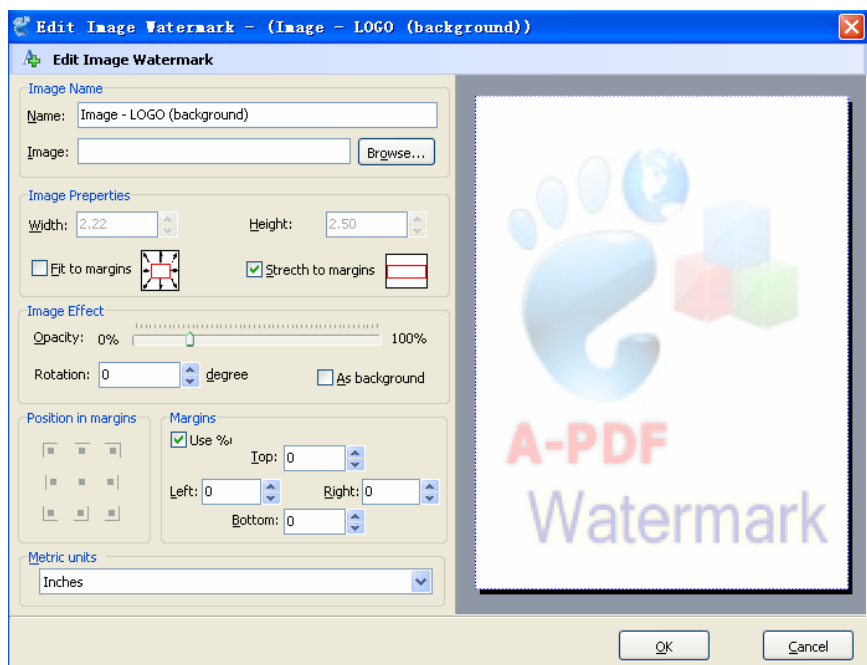 Edit Image Watermark - (Image - LOGO (background))
Edit Image Watermark
Image Name
Name: Image - LOGO (background)
Image: Browse...
Image Preperties
Width: 2.22 Height: 2.50
Fit to margins Strecth to margins
Image Effect
Opacity: 0% 100%
Rotation: 0 degree As background
Position in margins Margins
Use %
Top: 0
Left: 0 Right: 0
Bottom: 0
Metric units
Inches
A-PDF
Watermark
OK Cancel